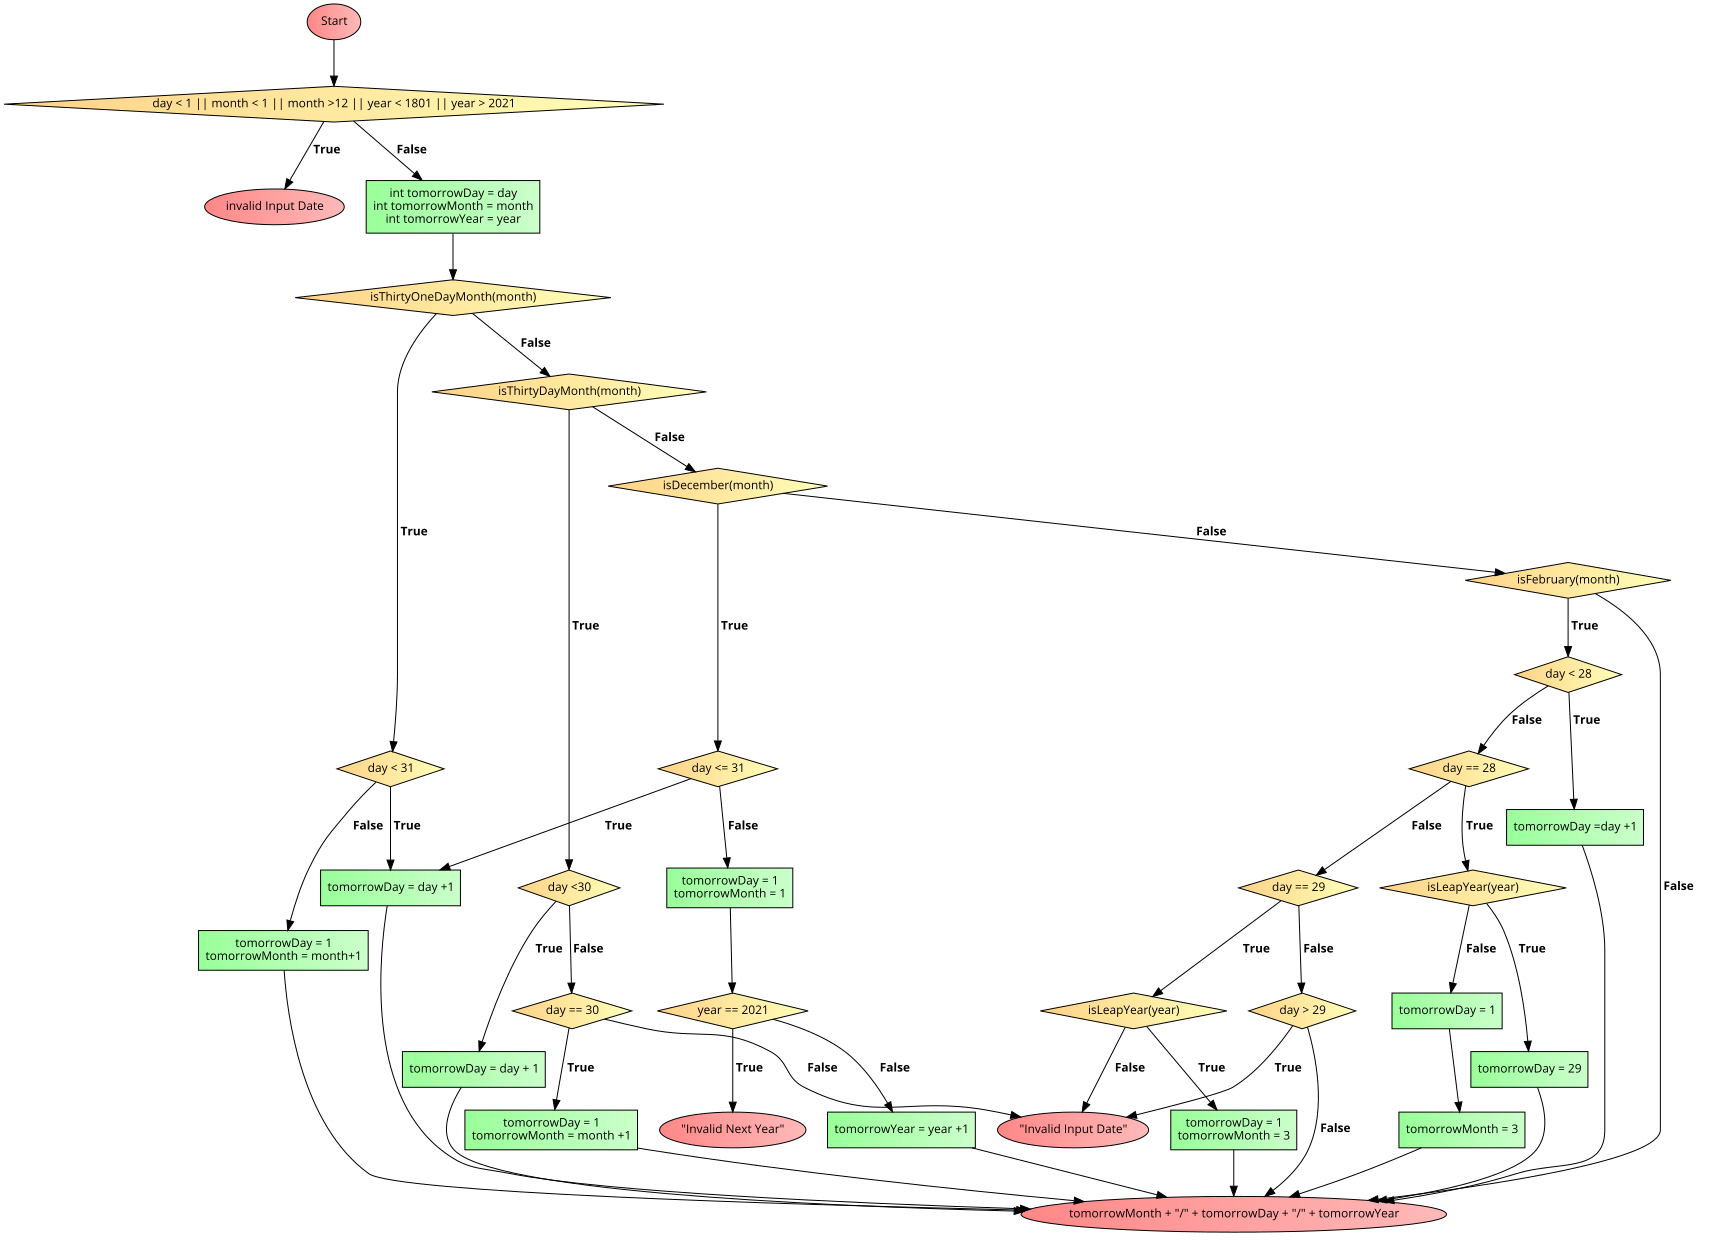 Start
day < 1 || month < 1 || month >12 || year < 1801 || year > 2021
True
False
invalid Input Date
int tomorrowDay = day
int tomorrowMonth = month
int tomorrowYear = year
isThirtyOneDayMonth(month)
False
isThirtyDayMonth(month)
False
isDecember(month)
True
False
isFebruary(month)
True
True
True
day < 28
False
True
day < 31
day <= 31
day == 28
tomorrowDay =day +1
False
True
True
False
False
True
tomorrowDay = day +1
day <30
tomorrowDay = 1
tomorrowMonth = 1
day == 29
isLeapYear(year)
False
tomorrowDay = 1
tomorrowMonth = month+1
True
False
True
False
False
True
day == 30
year == 2021
isLeapYear(year)
day > 29
tomorrowDay = 1
tomorrowDay = day + 1
True
False
True
False
False
True
True
tomorrowDay = 29
tomorrowDay = 1
tomorrowMonth = month +1
"Invalid Next Year"
tomorrowYear = year +1
"Invalid Input Date"
tomorrowDay = 1
tomorrowMonth = 3
False
tomorrowMonth = 3
tomorrowMonth + "/" + tomorrowDay + "/" + tomorrowYear